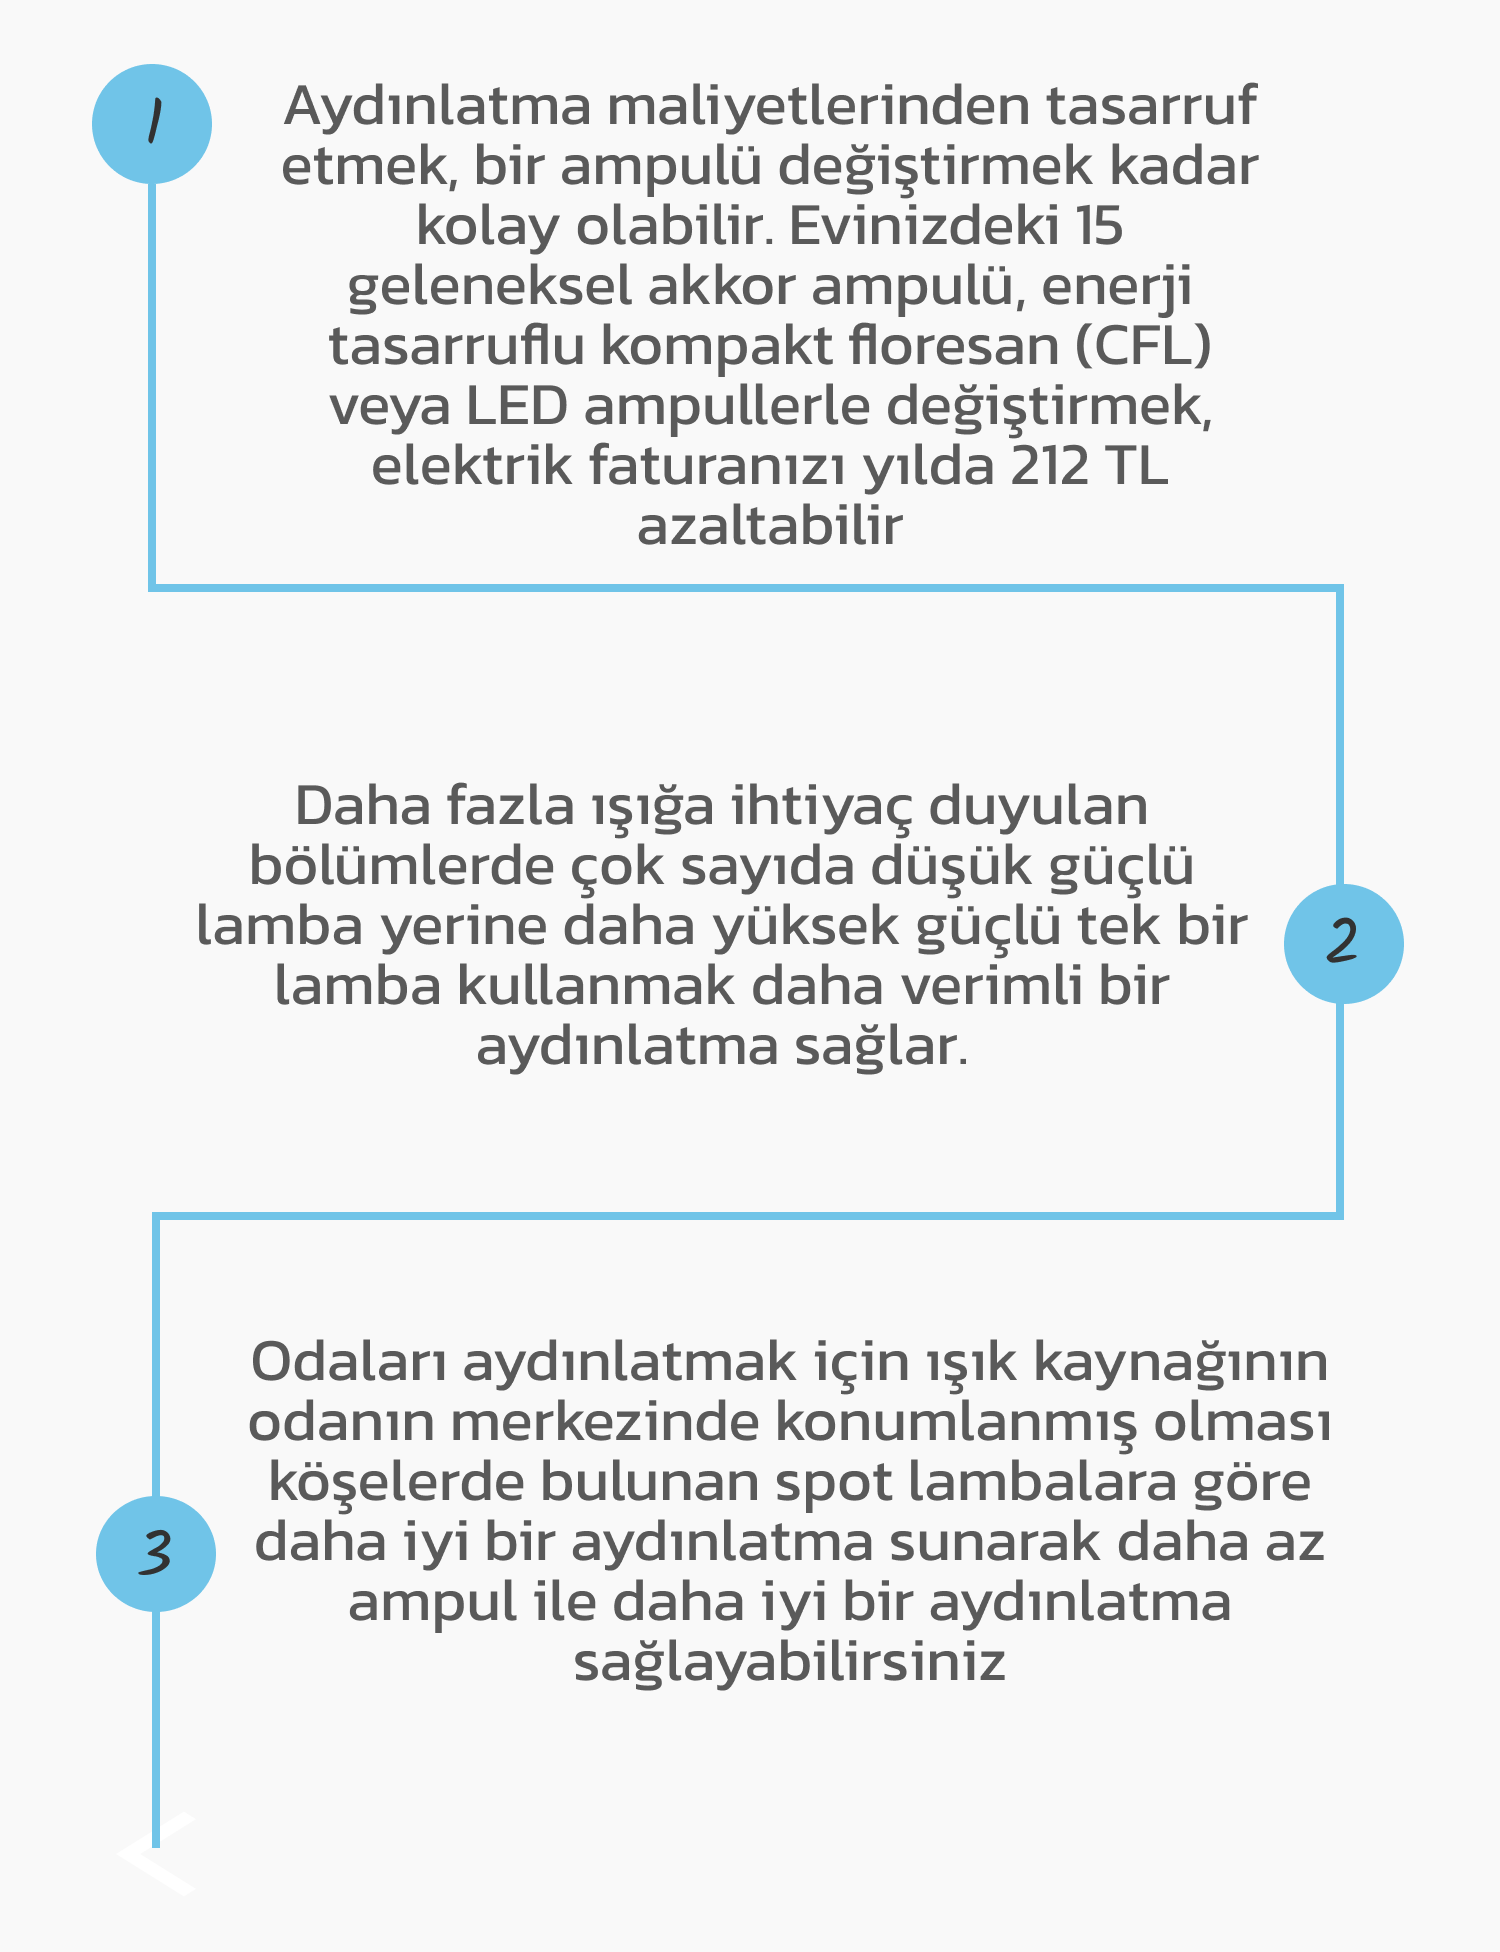 1
Aydınlatma maliyetlerinden tasarruf
etmek, bir ampulü değiştirmek kadar
kolay olabilir. Evinizdeki 15
geleneksel akkor ampulü, enerji
tasarruflu kompakt floresan (CFL)
veya LED ampullerle değiştirmek,
elektrik faturanızı yılda 212 TL
azaltabilir
Daha fazla ışığa ihtiyaç duyulan
bölümlerde çok sayıda düşük güçlü
lamba yerine daha yüksek güçlü tek bir
lamba kullanmak daha verimli bir
aydınlatma sağlar.
2
Odaları aydınlatmak için ışık kaynağının
odanın merkezinde konumlanmış olması
köşelerde bulunan spot lambalara göre
daha iyi bir aydınlatma sunarak daha az
ampul ile daha iyi bir aydınlatma
sağlayabilirsiniz
3